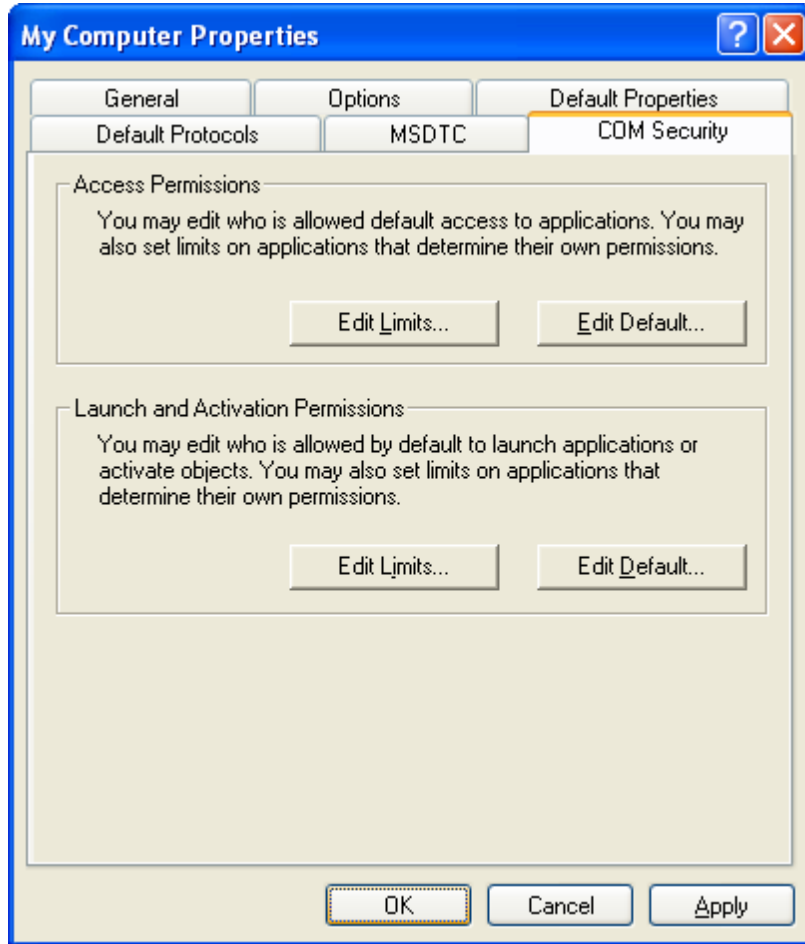 My Computer Properties
General Options Default Properties
Default Protocols MSDTC COM Security
Access Permissions
You may edit who is allowed default access to applications. You may
also set limits on applications that determine their own permissions.
Edit Limits... Edit Default...
Launch and Activation Permissions
You may edit who is allowed by default to launch applications or
activate objects. You may also set limits on applications that
determine their own permissions.
Edit Limits... Edit Default...
OK Cancel Apply